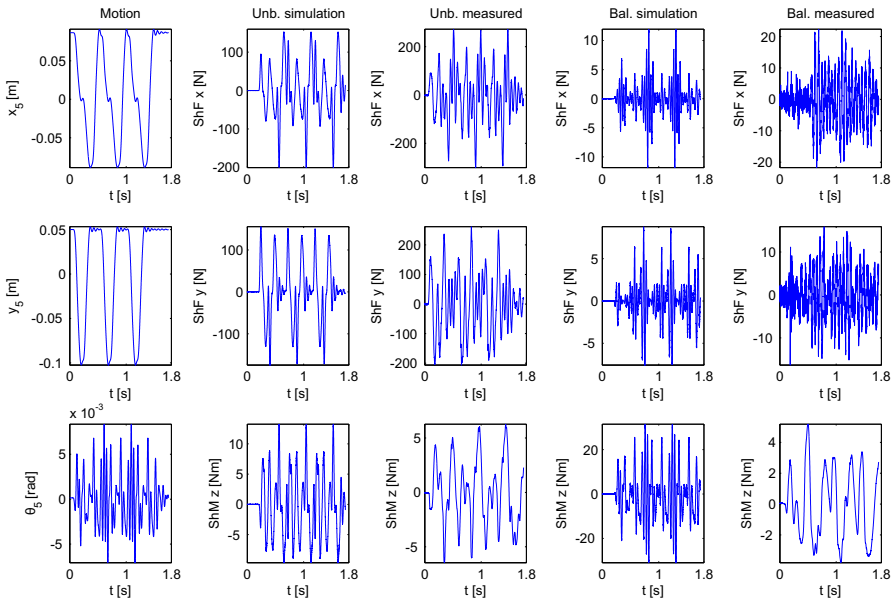 Motion
Unb. simulation
Unb. measured
Bal. simulation
Bal. measured
x5 [m]
0.05
0
-0.05
0
1
1.8
t [s]
ShF x [N]
100
0
-100
-200
0
1
1.8
t [s]
ShF x [N]
200
0
-200
0
1
1.8
t [s]
ShF x [N]
10
5
0
-5
-10
0
1
1.8
t [s]
ShF x [N]
20
10
0
-10
-20
0
1
1.8
t [s]
y5 [m]
0.05
0
-0.05
-0.1
0
1
1.8
t [s]
ShF y [N]
100
0
-100
0
1
1.8
t [s]
ShF y [N]
200
100
0
-100
-200
0
1
1.8
t [s]
ShF y [N]
5
0
-5
0
1
1.8
t [s]
ShF y [N]
10
0
-10
0
1
1.8
t [s]
x 10^-3
θ5 [rad]
5
0
-5
0
1
1.8
t [s]
ShM z [Nm]
10
5
0
-5
0
1
1.8
t [s]
ShM z [Nm]
5
0
-5
0
1
1.8
t [s]
ShM z [Nm]
20
0
-20
0
1
1.8
t [s]
ShM z [Nm]
4
2
0
-2
0
1
1.8
t [s]